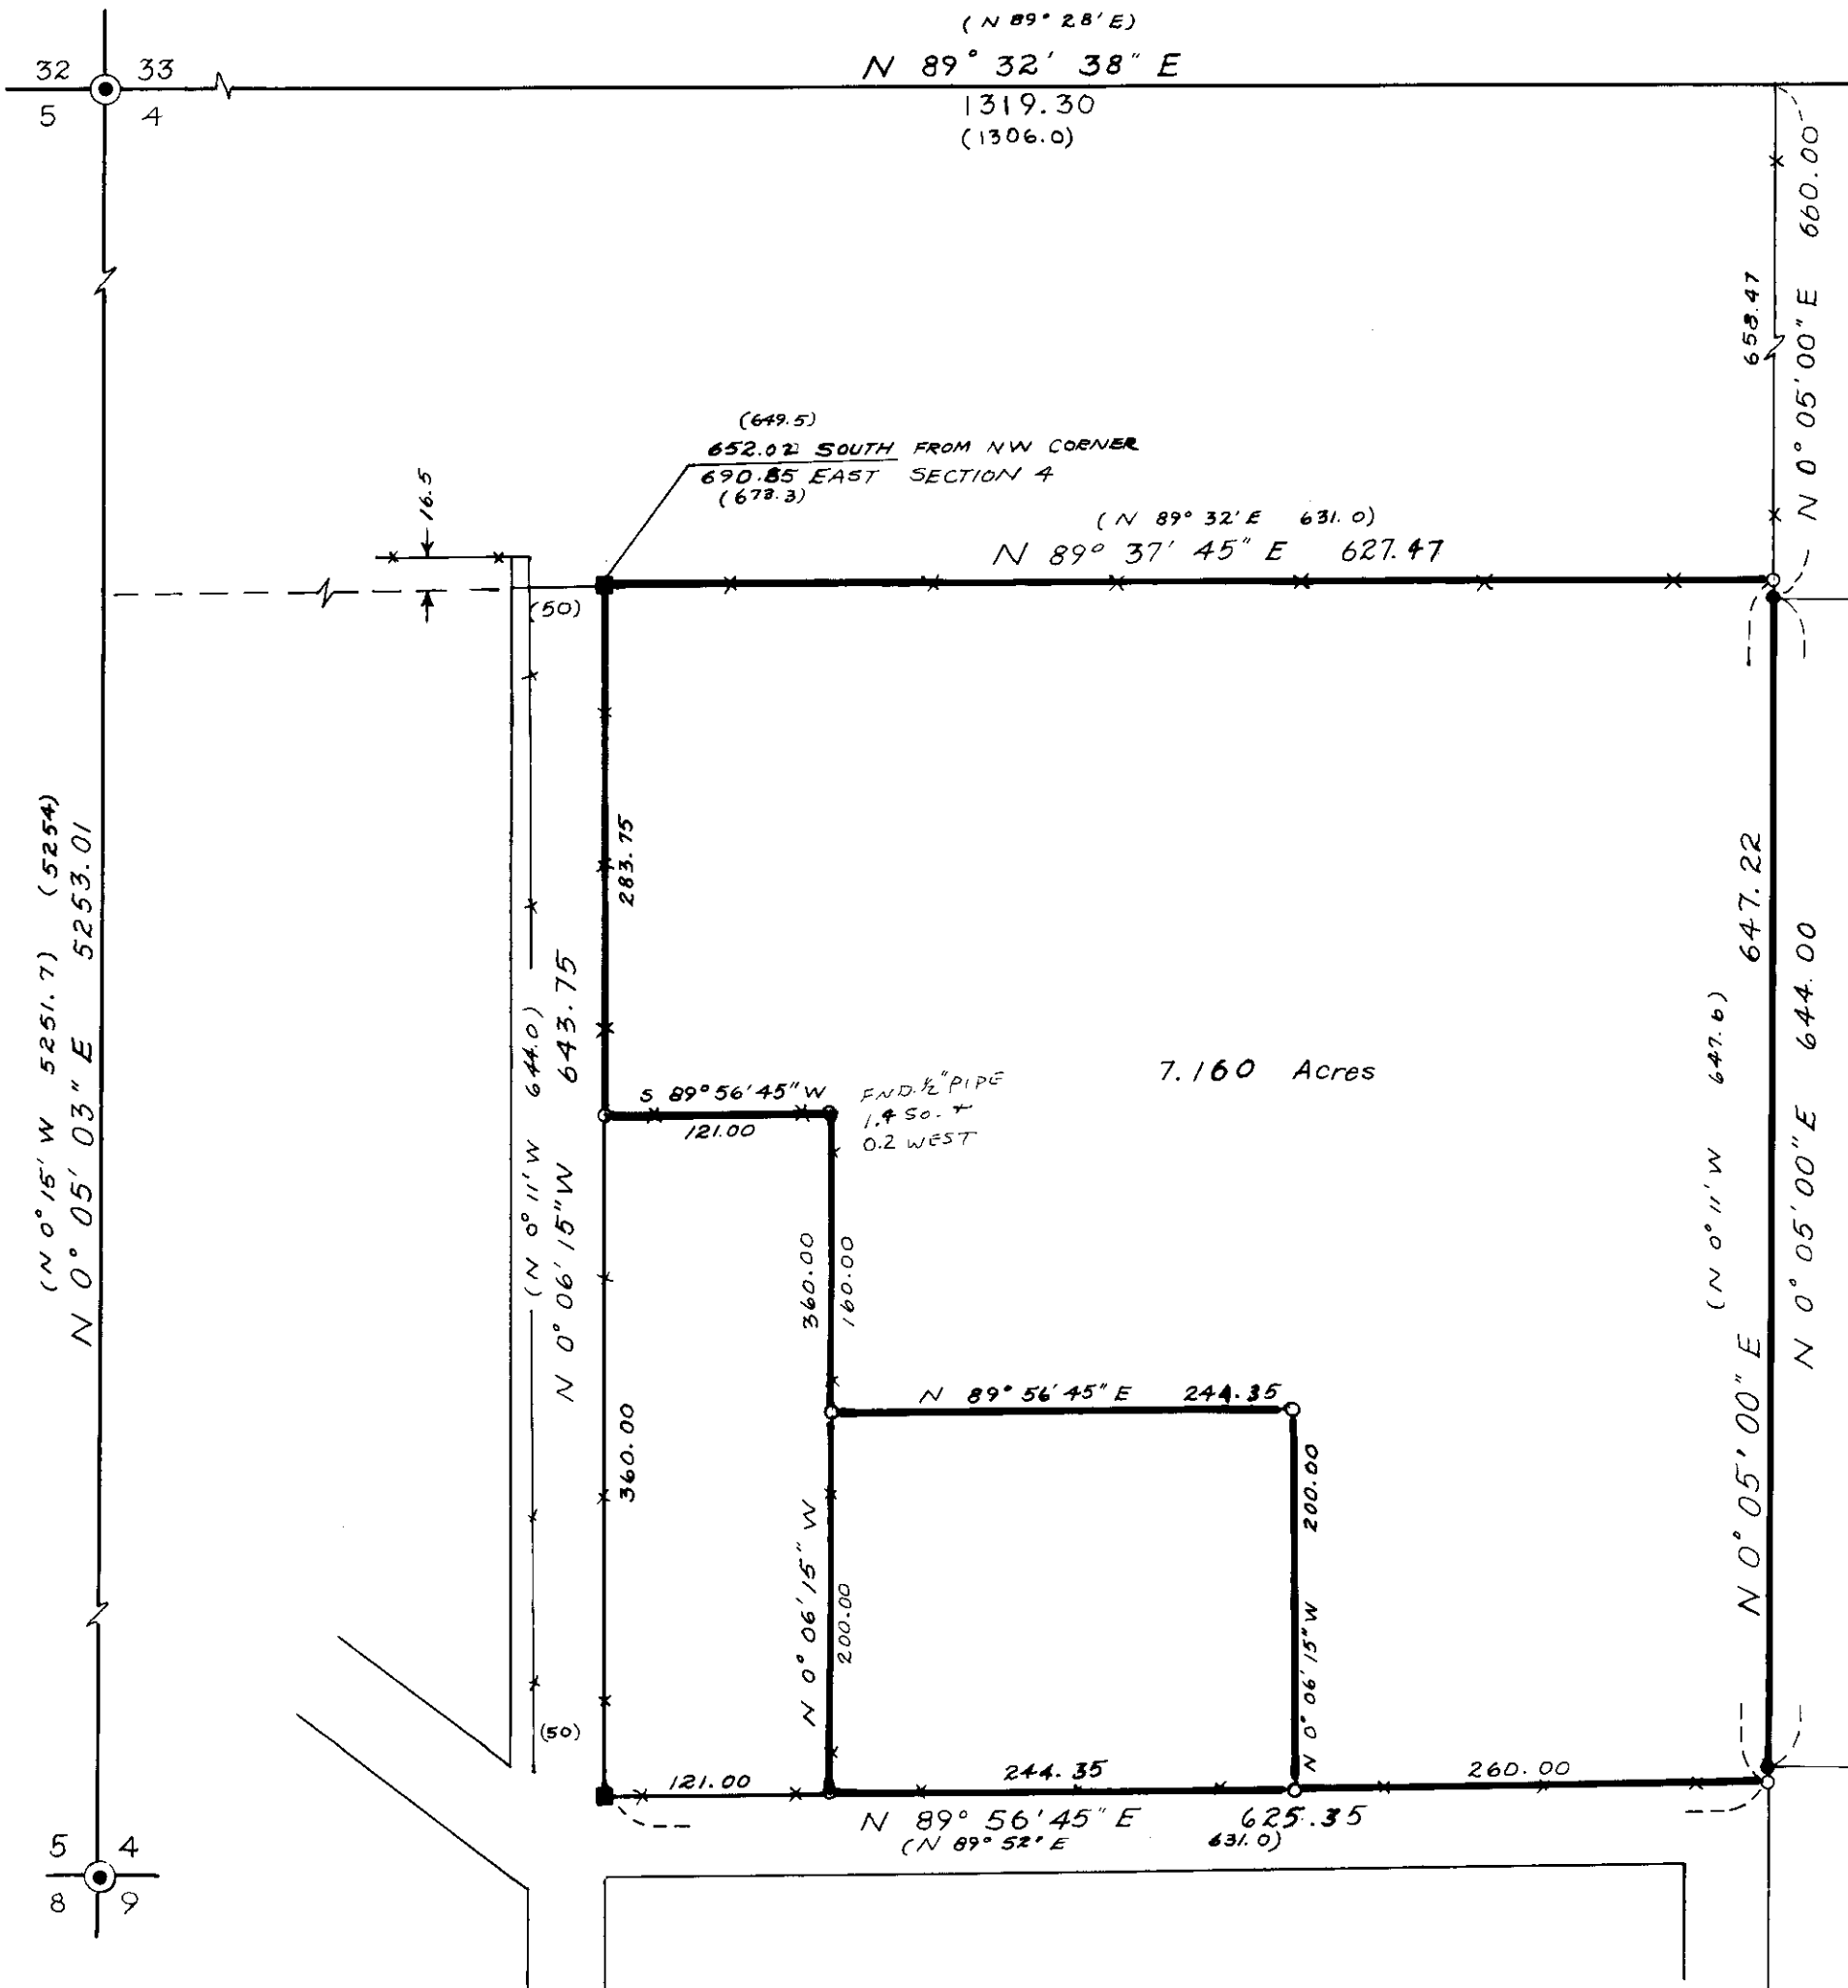 (N 89° 28' E)
N 89° 32' 38" E
1319.30
(1306.0)
32 33
5 4
660.00
N 0° 05' 00" E
658.47
(649.5)
652.02 SOUTH FROM NW CORNER
690.85 EAST SECTION 4
(678.3)
16.5
(N 89° 32' E 631.0)
N 89° 37' 45" E 627.47
(50)
283.75
(N 0° 15' W 5251.7) (5254)
N 0° 05' 03" E 5253.01
(N 0° 11' W 644.0)
N 0° 06' 15" W 643.75
S 89° 56' 45" W
121.00
FND. ½" PIPE
1.4 SO. +
0.2 WEST
7.160 Acres
647.22
N 0° 05' 00" E
(N 0° 11' W 647.6)
N 0° 05' 00" E 644.00
360.00
160.00
N 89° 56' 45" E 244.35
360.00
N 0° 06' 15" W
200.00
200.00
N 0° 06' 15" W
(50)
121.00
244.35
260.00
N 89° 56' 45" E 625.35
(N 89° 52' E 631.0)
5 4
8 9